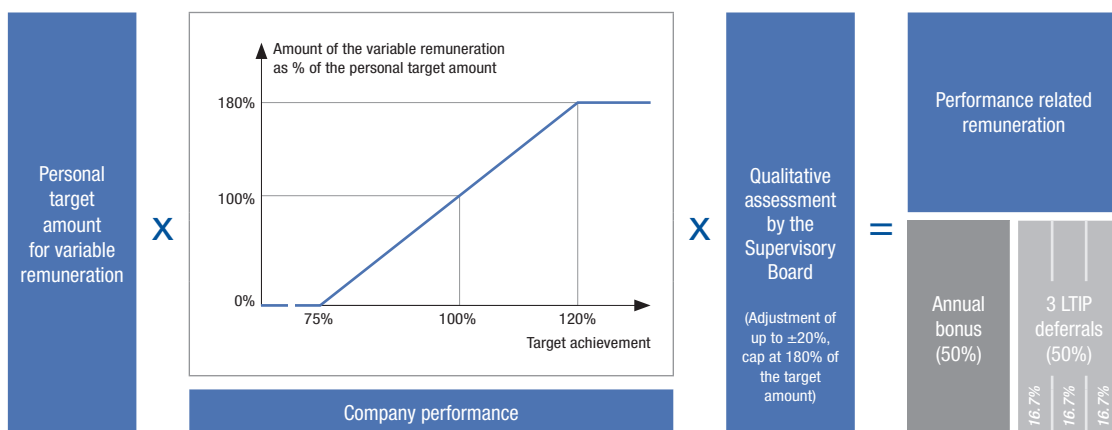 Personal
target
amount
for variable
remuneration
x
Amount of the variable remuneration
as % of the personal target amount
180%
100%
0%
75%
100%
120%
Target achievement
Company performance
x
Qualitative
assessment
by the
Supervisory
Board
(Adjustment of
up to ±20%,
cap at 180% of
the target
amount)
=
Performance related
remuneration
Annual
bonus
(50%)
3 LTIP
deferrals
(50%)
16.7%
16.7%
16.7%